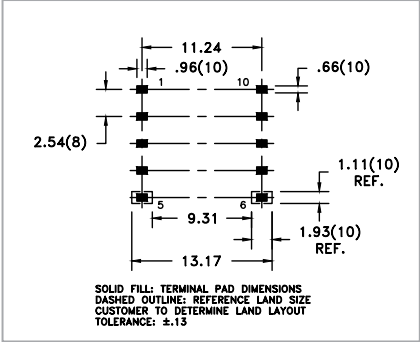 11.24
.96(10)
.66(10)
1
10
2.54(8)
1.11(10)
REF.
5
6
9.31
1.93(10)
REF.
13.17
SOLID FILL: TERMINAL PAD DIMENSIONS
DASHED OUTLINE: REFERENCE LAND SIZE
CUSTOMER TO DETERMINE LAND LAYOUT
TOLERANCE: ±.13